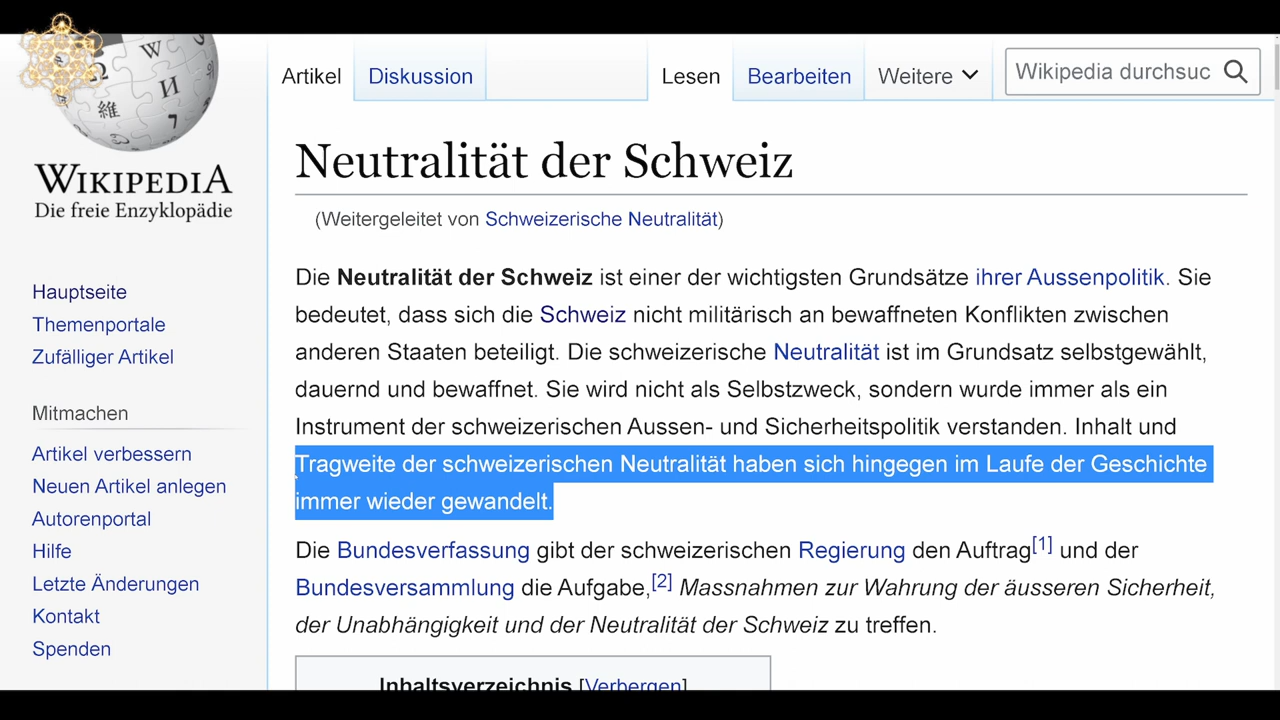 Artikel Diskussion Lesen Bearbeiten Weitere Wikipedia durchsuc
W
Ω
И
維
7
WIKIPEDIA
Die freie Enzyklopädie
Hauptseite
Themenportale
Zufälliger Artikel
Mitmachen
Artikel verbessern
Neuen Artikel anlegen
Autorenportal
Hilfe
Letzte Änderungen
Kontakt
Spenden
Neutralität der Schweiz
(Weitergeleitet von Schweizerische Neutralität)
Die Neutralität der Schweiz ist einer der wichtigsten Grundsätze ihrer Aussenpolitik. Sie
bedeutet, dass sich die Schweiz nicht militärisch an bewaffneten Konflikten zwischen
anderen Staaten beteiligt. Die schweizerische Neutralität ist im Grundsatz selbstgewählt,
dauernd und bewaffnet. Sie wird nicht als Selbstzweck, sondern wurde immer als ein
Instrument der schweizerischen Aussen- und Sicherheitspolitik verstanden. Inhalt und
Tragweite der schweizerischen Neutralität haben sich hingegen im Laufe der Geschichte
immer wieder gewandelt.
Die Bundesverfassung gibt der schweizerischen Regierung den Auftrag[1] und der
Bundesversammlung die Aufgabe,[2] Massnahmen zur Wahrung der äusseren Sicherheit,
der Unabhängigkeit und der Neutralität der Schweiz zu treffen.
Inhaltsverzeichnis [Verbergen]